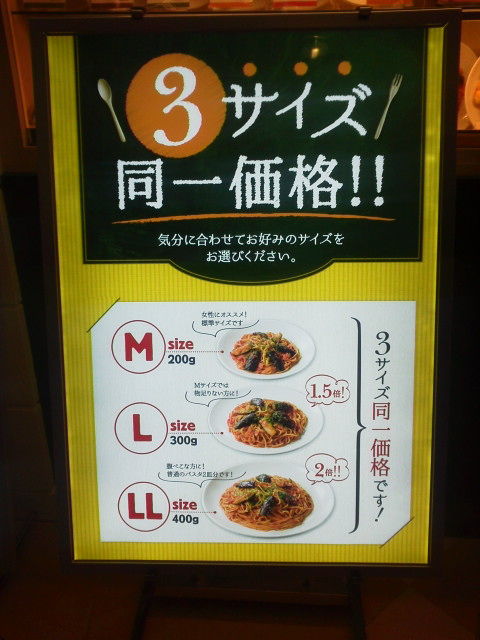 3サイズ
同一価格!!
気分に合わせてお好みのサイズを
お選びください。
女性にオススメ!
標準サイズです
M size
200g
Mサイズでは
物足りない方に!
L size
300g
1.5倍!
腹ぺこな方に!
普通のパスタ2皿分です!
LL size
400g
2倍!!
3サイズ同一価格です!